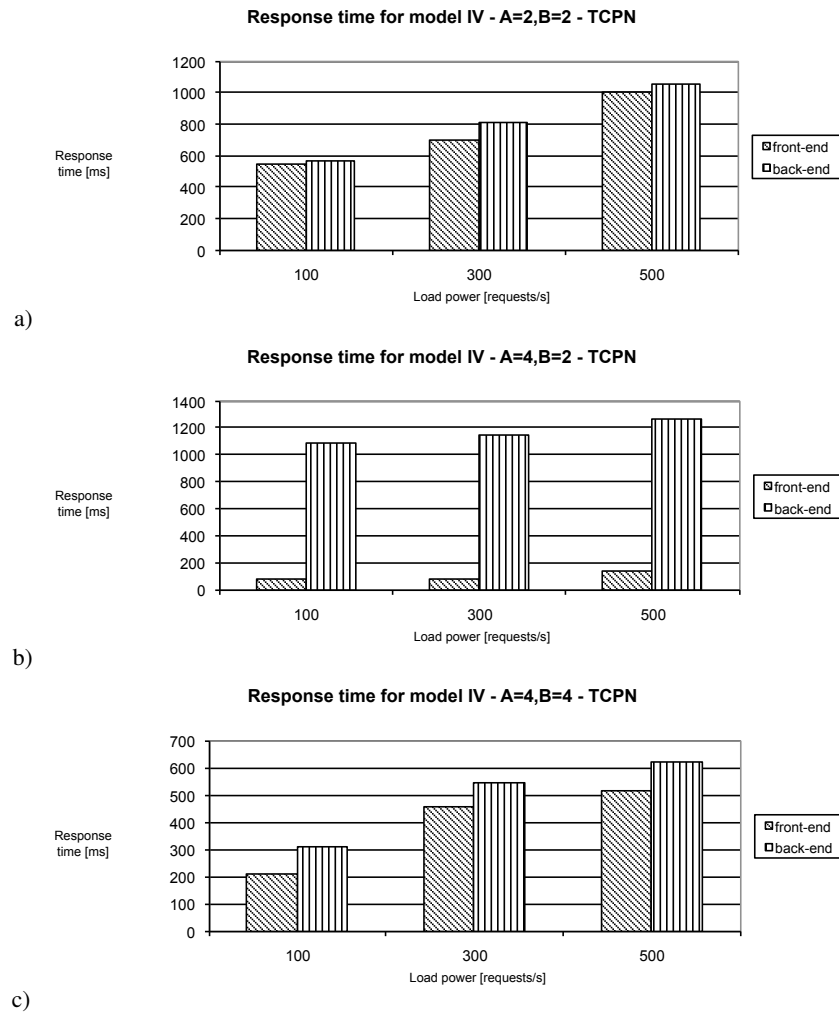 Response time for model IV - A=2,B=2 - TCPN
1200
1000
800
600
400
200
0
Response
time [ms]
front-end
back-end
100 300 500
Load power [requests/s]
a)
Response time for model IV - A=4,B=2 - TCPN
1400
1200
1000
800
600
400
200
0
Response
time [ms]
front-end
back-end
100 300 500
Load power [requests/s]
b)
Response time for model IV - A=4,B=4 - TCPN
700
600
500
400
300
200
100
0
Response
time [ms]
front-end
back-end
100 300 500
Load power [requests/s]
c)